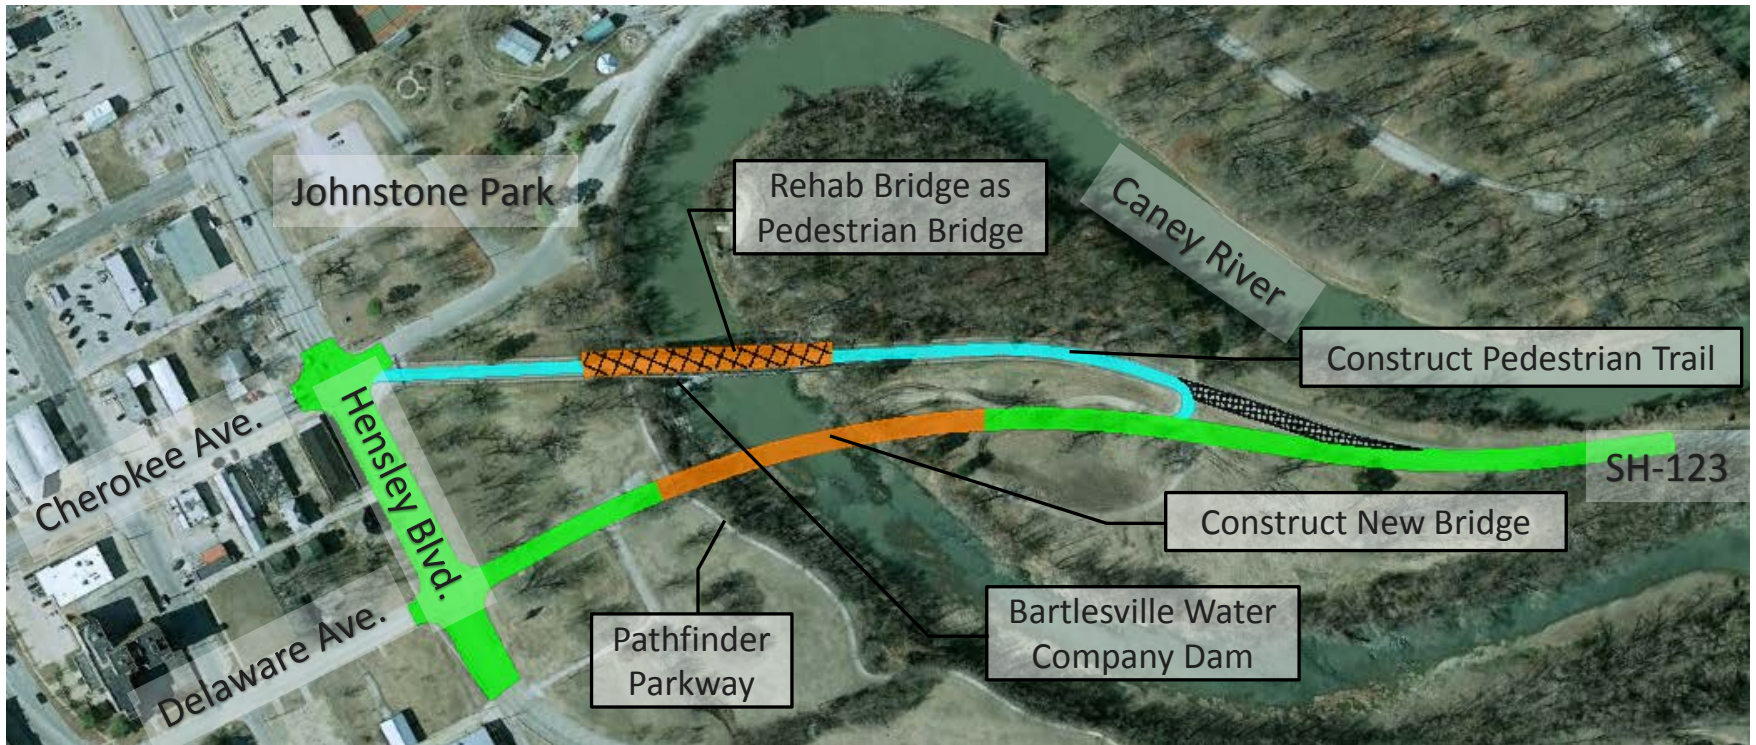 Johnstone Park
Rehab Bridge as
Pedestrian Bridge
Caney River
Construct Pedestrian Trail
Cherokee Ave.
Hensley Blvd.
SH-123
Construct New Bridge
Delaware Ave.
Pathfinder
Parkway
Bartlesville Water
Company Dam